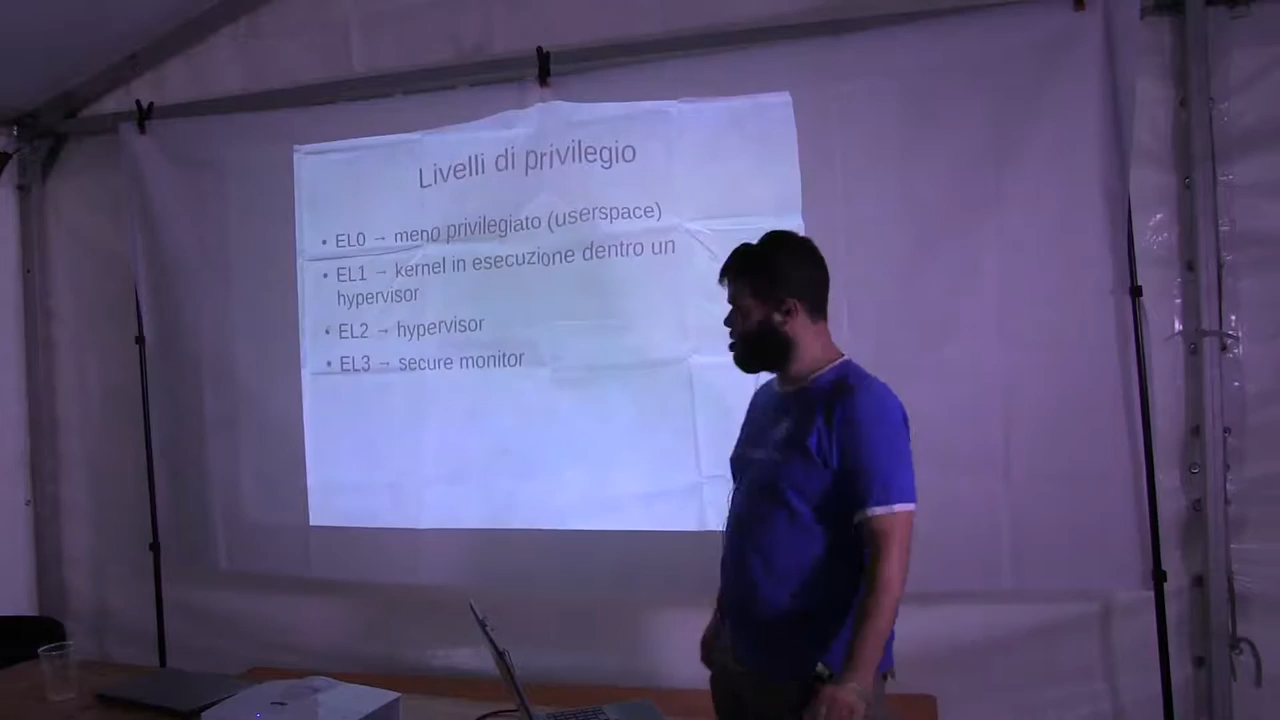 Livelli di privilegio
• EL0 → meno privilegiato (userspace)
• EL1 → kernel in esecuzione dentro un
hypervisor
• EL2 → hypervisor
• EL3 → secure monitor